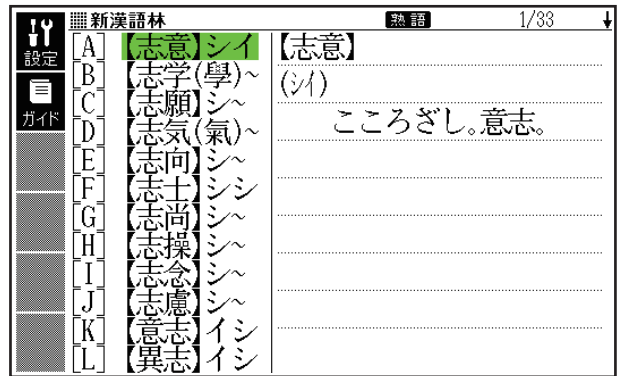 設定
ガイド
新漢語林 熟語 1/33
[A] 【志意】シイ
[B] 【志学(學)~
[C] 【志願】シ~
[D] 【志気(氣)~
[E] 【志向】シ~
[F] 【志士】シシ
[G] 【志尚】シ~
[H] 【志操】シ~
[I] 【志念】シ~
[J] 【志慮】シ~
[K] 【意志】イシ
[L] 【異志】イシ
【志意】
(シイ)
こころざし。意志。